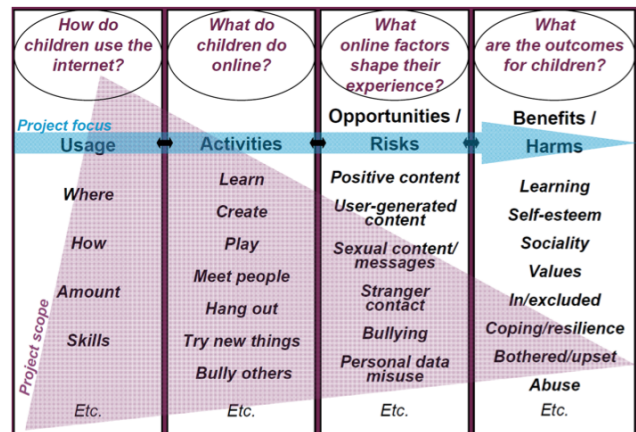 How do
children use the
internet?
What do
children do
online?
What
online factors
shape their
experience?
What
are the outcomes
for children?
Project focus
Usage
Activities
Opportunities /
Risks
Benefits /
Harms
Where
How
Amount
Skills
Etc.
Learn
Create
Play
Meet people
Hang out
Try new things
Bully others
Etc.
Positive content
User-generated
content
Sexual content/
messages
Stranger
contact
Bullying
Personal data
misuse
Etc.
Learning
Self-esteem
Sociality
Values
In/excluded
Coping/resilience
Bothered/upset
Abuse
Etc.
Project scope